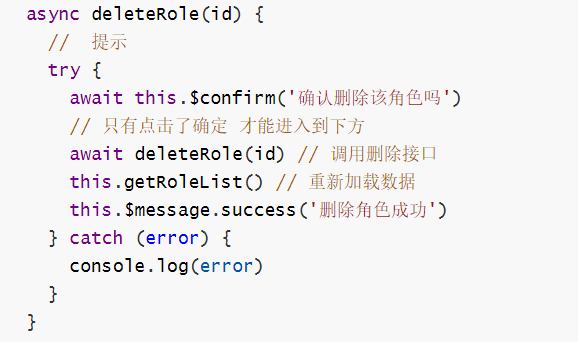 async deleteRole(id) {
//  提示
try {
await this.$confirm('确认删除该角色吗')
// 只有点击了确定 才能进入到下方
await deleteRole(id) // 调用删除接口
this.getRoleList() // 重新加载数据
this.$message.success('删除角色成功')
} catch (error) {
console.log(error)
}
}